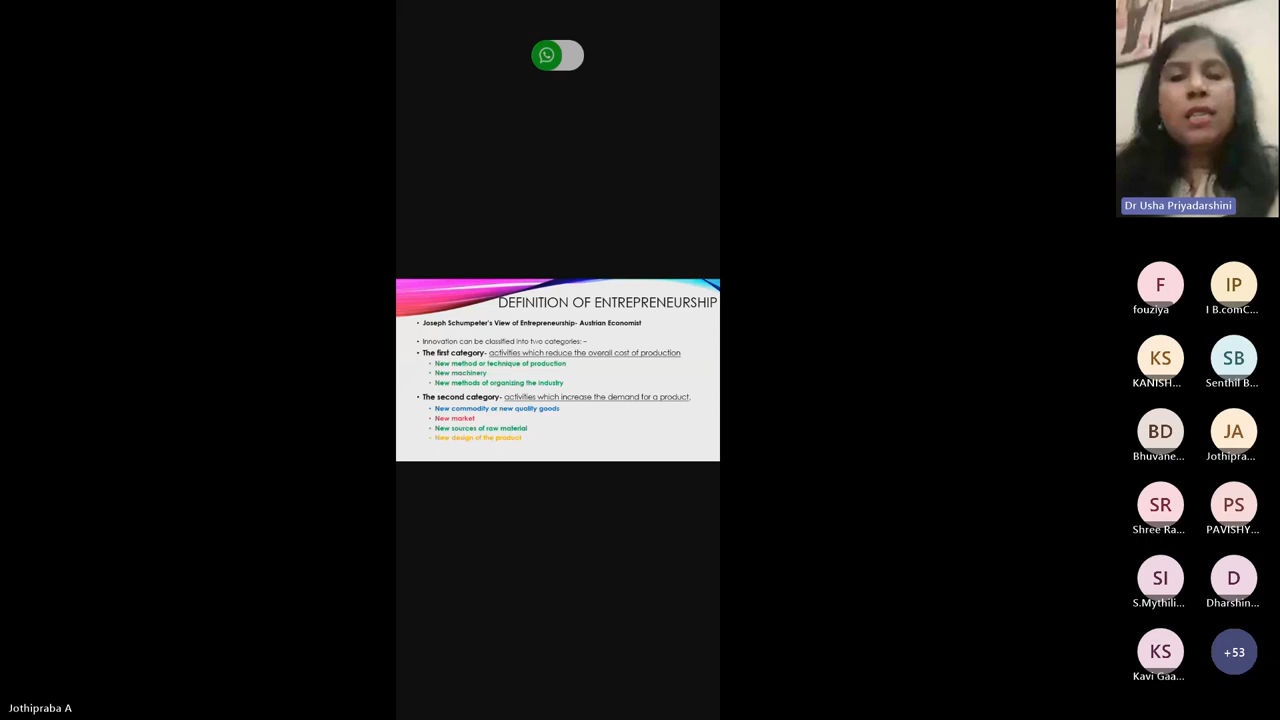 Dr Usha Priyadarshini
DEFINITION OF ENTREPRENEURSHIP
• Joseph Schumpeter's View of Entrepreneurship- Austrian Economist
• Innovation can be classified into two categories: –
• The first category- activities which reduce the overall cost of production
• New method or technique of production
• New machinery
• New methods of organizing the industry
• The second category- activities which increase the demand for a product.
• New commodity or new quality goods
• New market
• New sources of raw material
• New design of the product
F IP
fouziya I B.comC...
KS SB
KANISH... Senthil B...
BD JA
Bhuvane... Jothipra...
SR PS
Shree Ra... PAVISHY...
SI D
S.Mythili... Dharshin...
KS +53
Kavi Gaa...
Jothipraba A